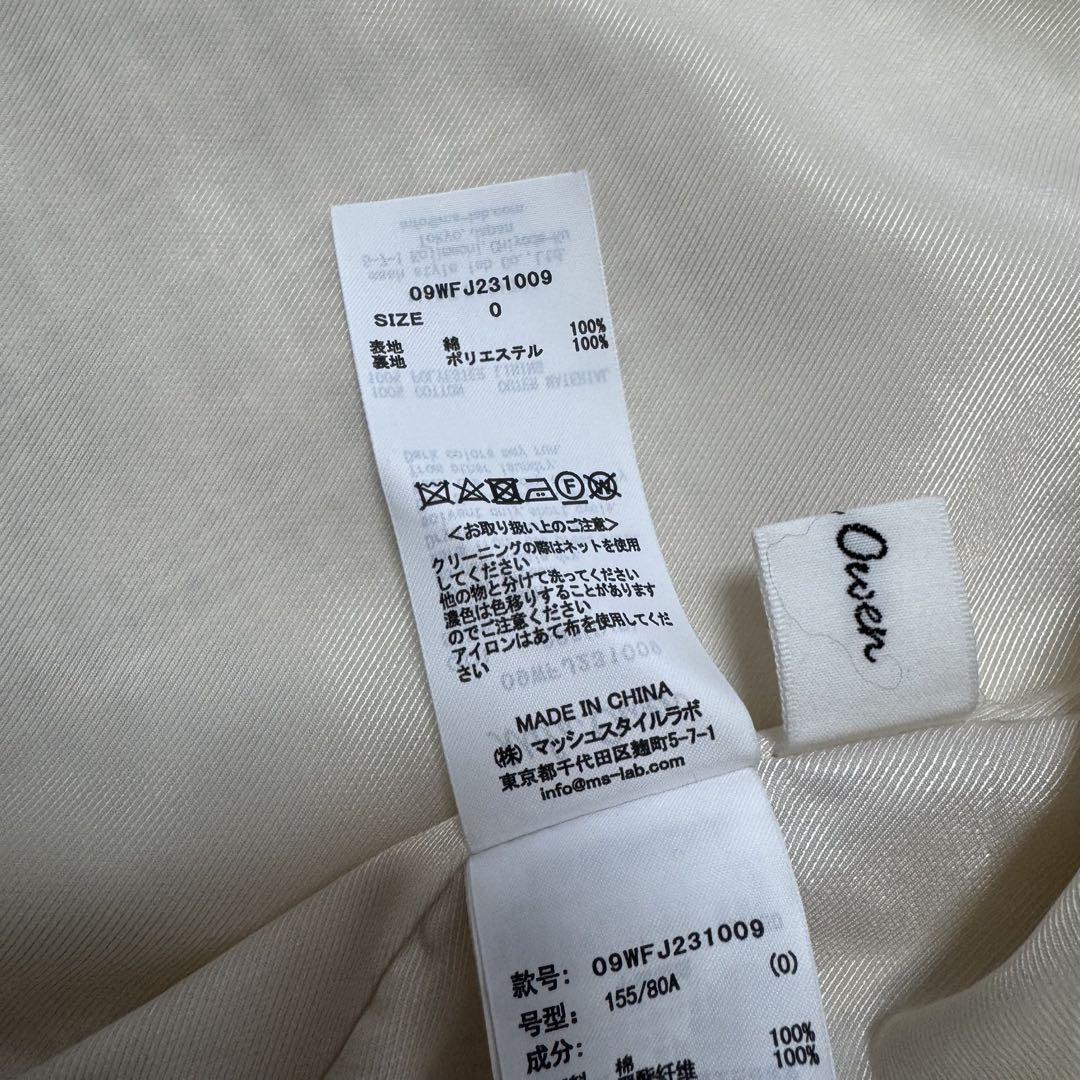 09WFJ231009
SIZE 0
表地 綿 100%
裏地 ポリエステル 100%
<お取り扱い上のご注意>
クリーニングの際はネットを使用
してください
他の物と分けて洗ってください
濃色は色移りすることがあります
のでご注意ください
アイロンはあて布を使用してくだ
さい
MADE IN CHINA
(株) マッシュスタイルラボ
東京都千代田区麹町5-7-1
info@ms-lab.com
Owen
款号: 09WFJ231009
号型: 155/80A (0)
成分:
棉 100%
纤维 100%